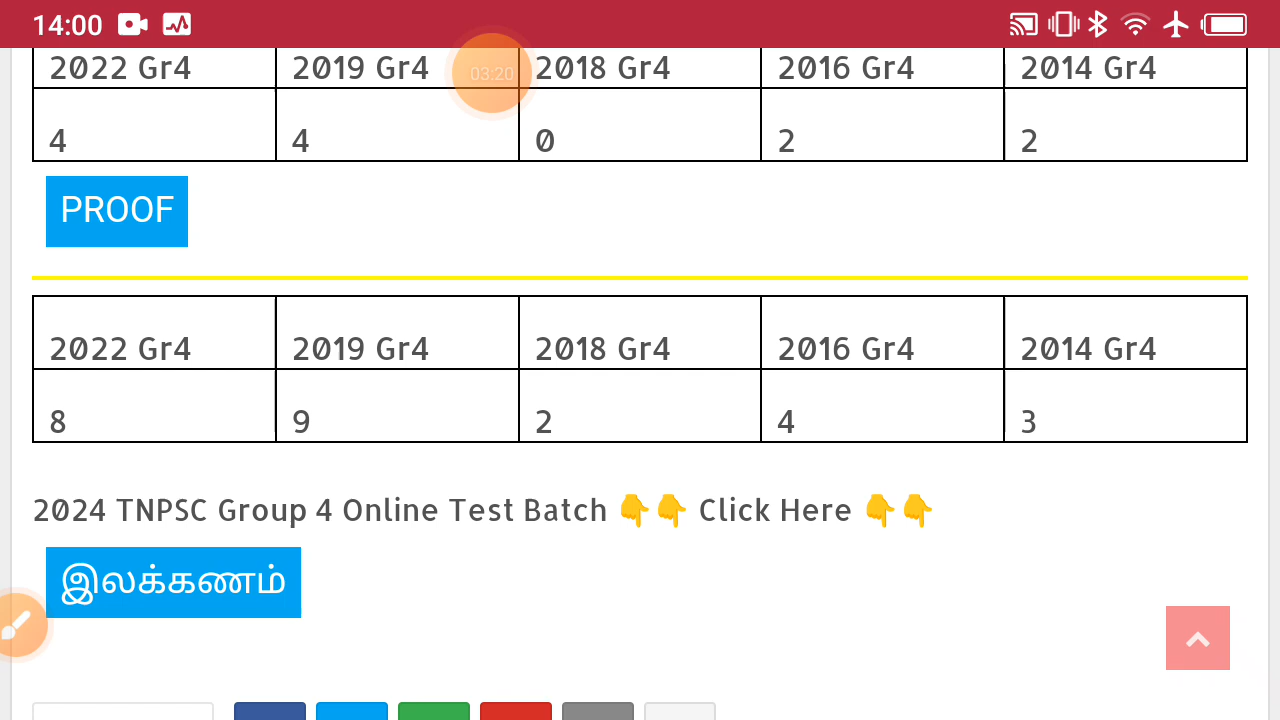 14:00
2022 Gr4 2019 Gr4 2018 Gr4 2016 Gr4 2014 Gr4
03:20
4 4 0 2 2
PROOF
2022 Gr4 2019 Gr4 2018 Gr4 2016 Gr4 2014 Gr4
8 9 2 4 3
2024 TNPSC Group 4 Online Test Batch 👇👇 Click Here 👇👇
இலக்கணம்